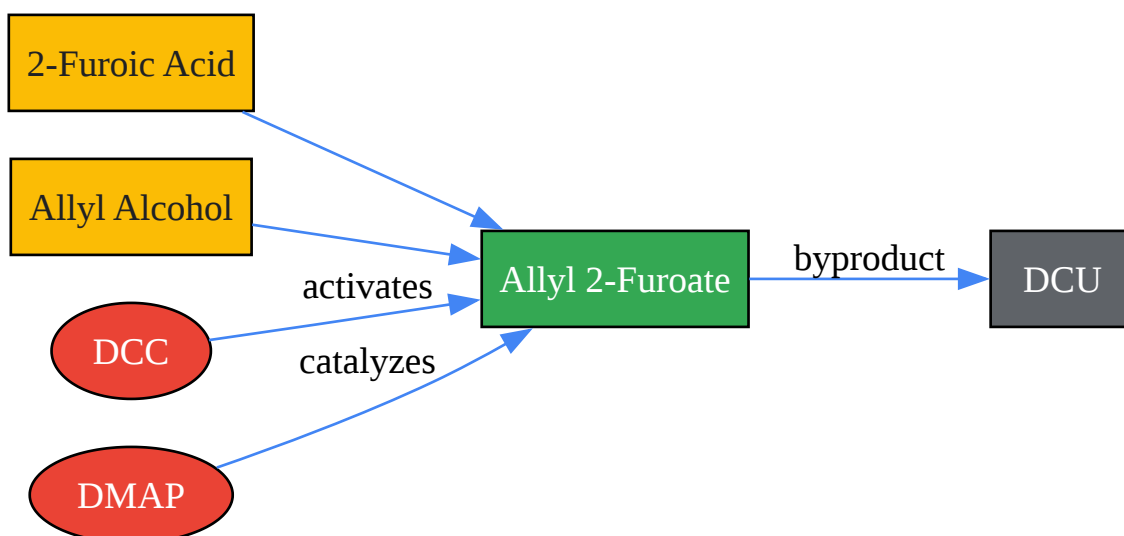 2-Furoic Acid
Allyl Alcohol
activates
DCC
catalyzes
DMAP
Allyl 2-Furoate
byproduct
DCU